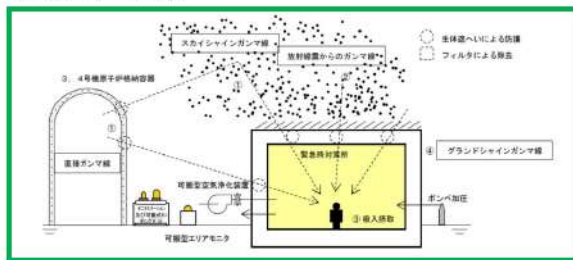 スカイシャインガンマ線
放射線雲からのガンマ線
生体遮へいによる防護
フィルタによる除去
3,4号機原子炉格納容器
①
②
①
直接ガンマ線
緊急時対策所
④
グランドシャインガンマ線
可搬型空気浄化装置
ボンベ加圧
③吸入摂取
可搬型エリアモニタ